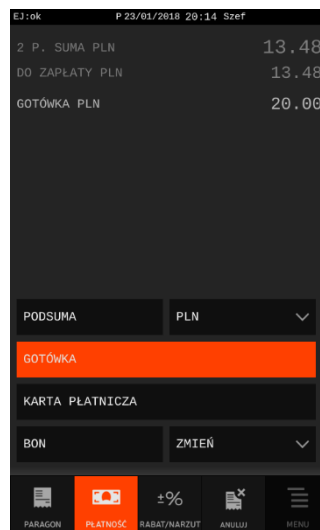 EJ:ok P 23/01/2018 20:14 Szef
2 P. SUMA PLN 13.48
DO ZAPŁATY PLN 13.48
GOTÓWKA PLN 20.00
PODSUMA PLN
GOTÓWKA
KARTA PŁATNICZA
BON ZMIEŃ
±%
PARAGON PŁATNOŚĆ RABAT/NARZUT ANULUJ MENU